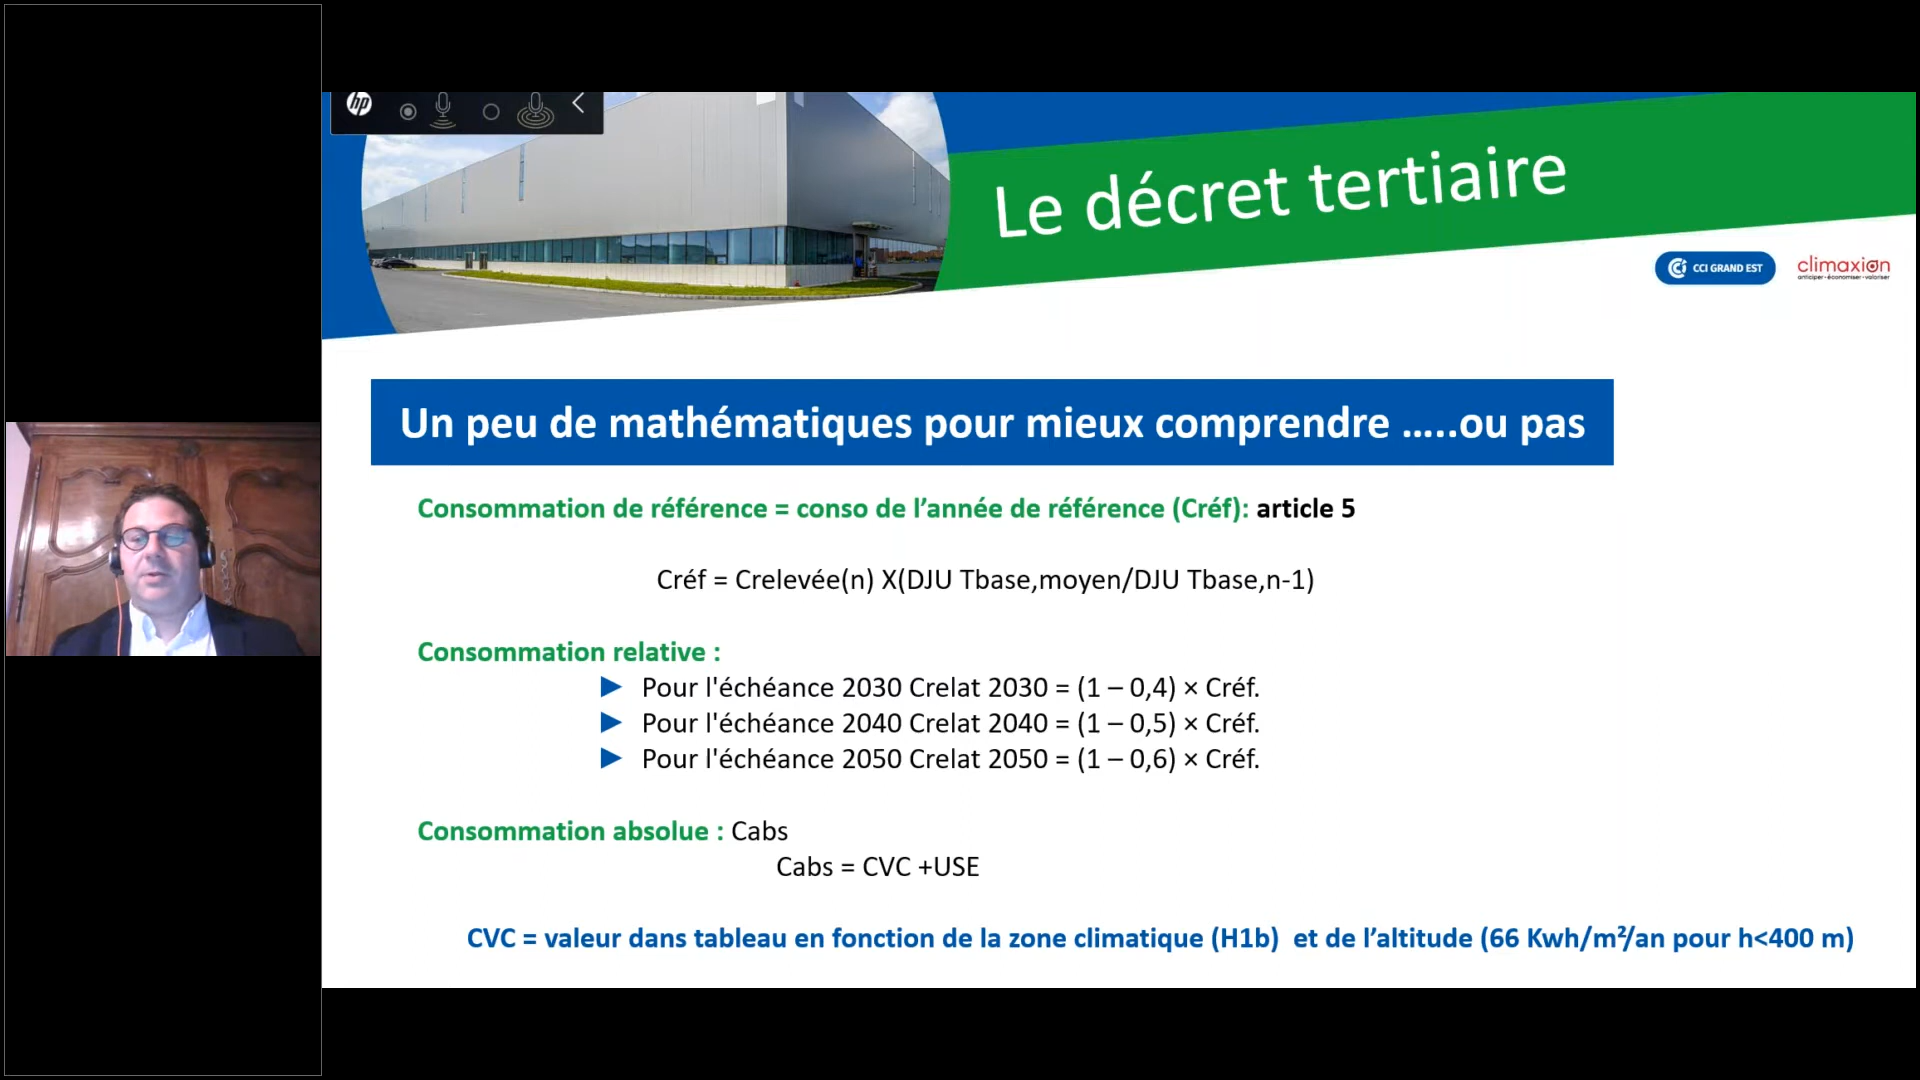 hp
Le décret tertiaire
CCI GRAND EST
climaxion
anticiper • économiser • valoriser
Un peu de mathématiques pour mieux comprendre …..ou pas
Consommation de référence = conso de l’année de référence (Créf): article 5
Créf = Crelevée(n) X(DJU Tbase,moyen/DJU Tbase,n-1)
Consommation relative :
Pour l'échéance 2030 Crelat 2030 = (1 – 0,4) × Créf.
Pour l'échéance 2040 Crelat 2040 = (1 – 0,5) × Créf.
Pour l'échéance 2050 Crelat 2050 = (1 – 0,6) × Créf.
Consommation absolue : Cabs
Cabs = CVC +USE
CVC = valeur dans tableau en fonction de la zone climatique (H1b)  et de l’altitude (66 Kwh/m²/an pour h<400 m)